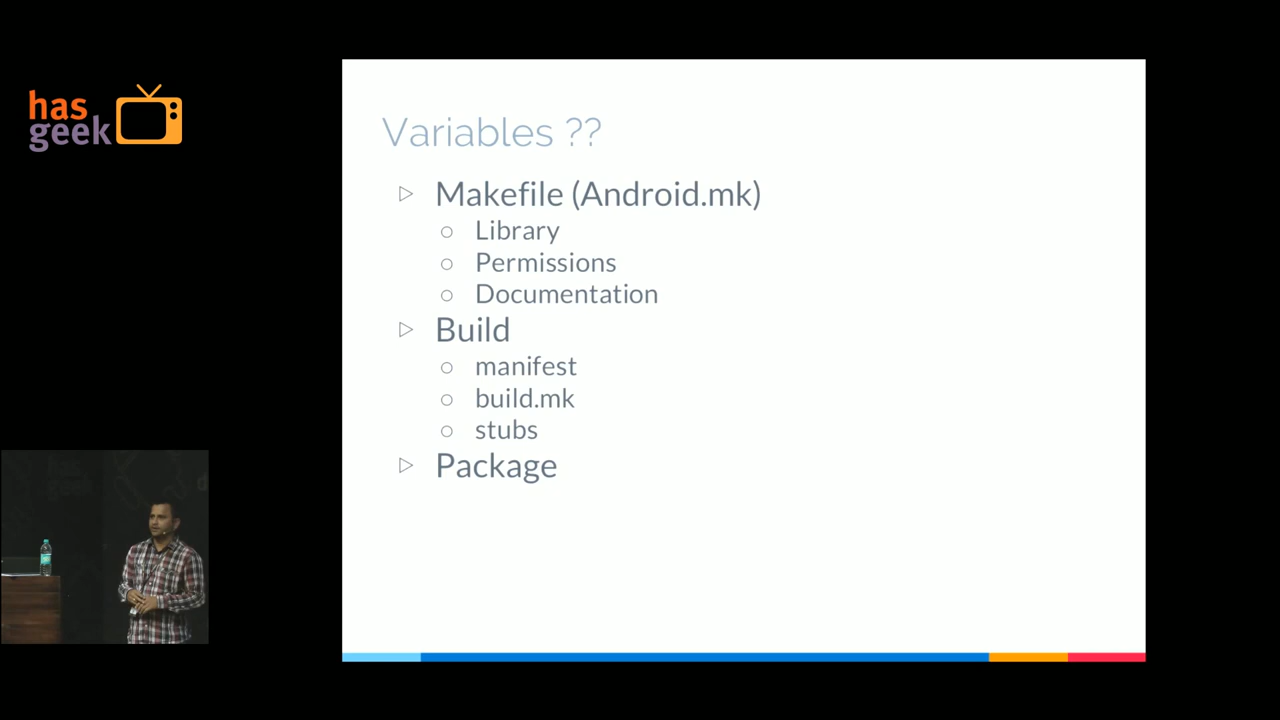 has
geek
Variables ??
Makefile (Android.mk)
Library
Permissions
Documentation
Build
manifest
build.mk
stubs
Package